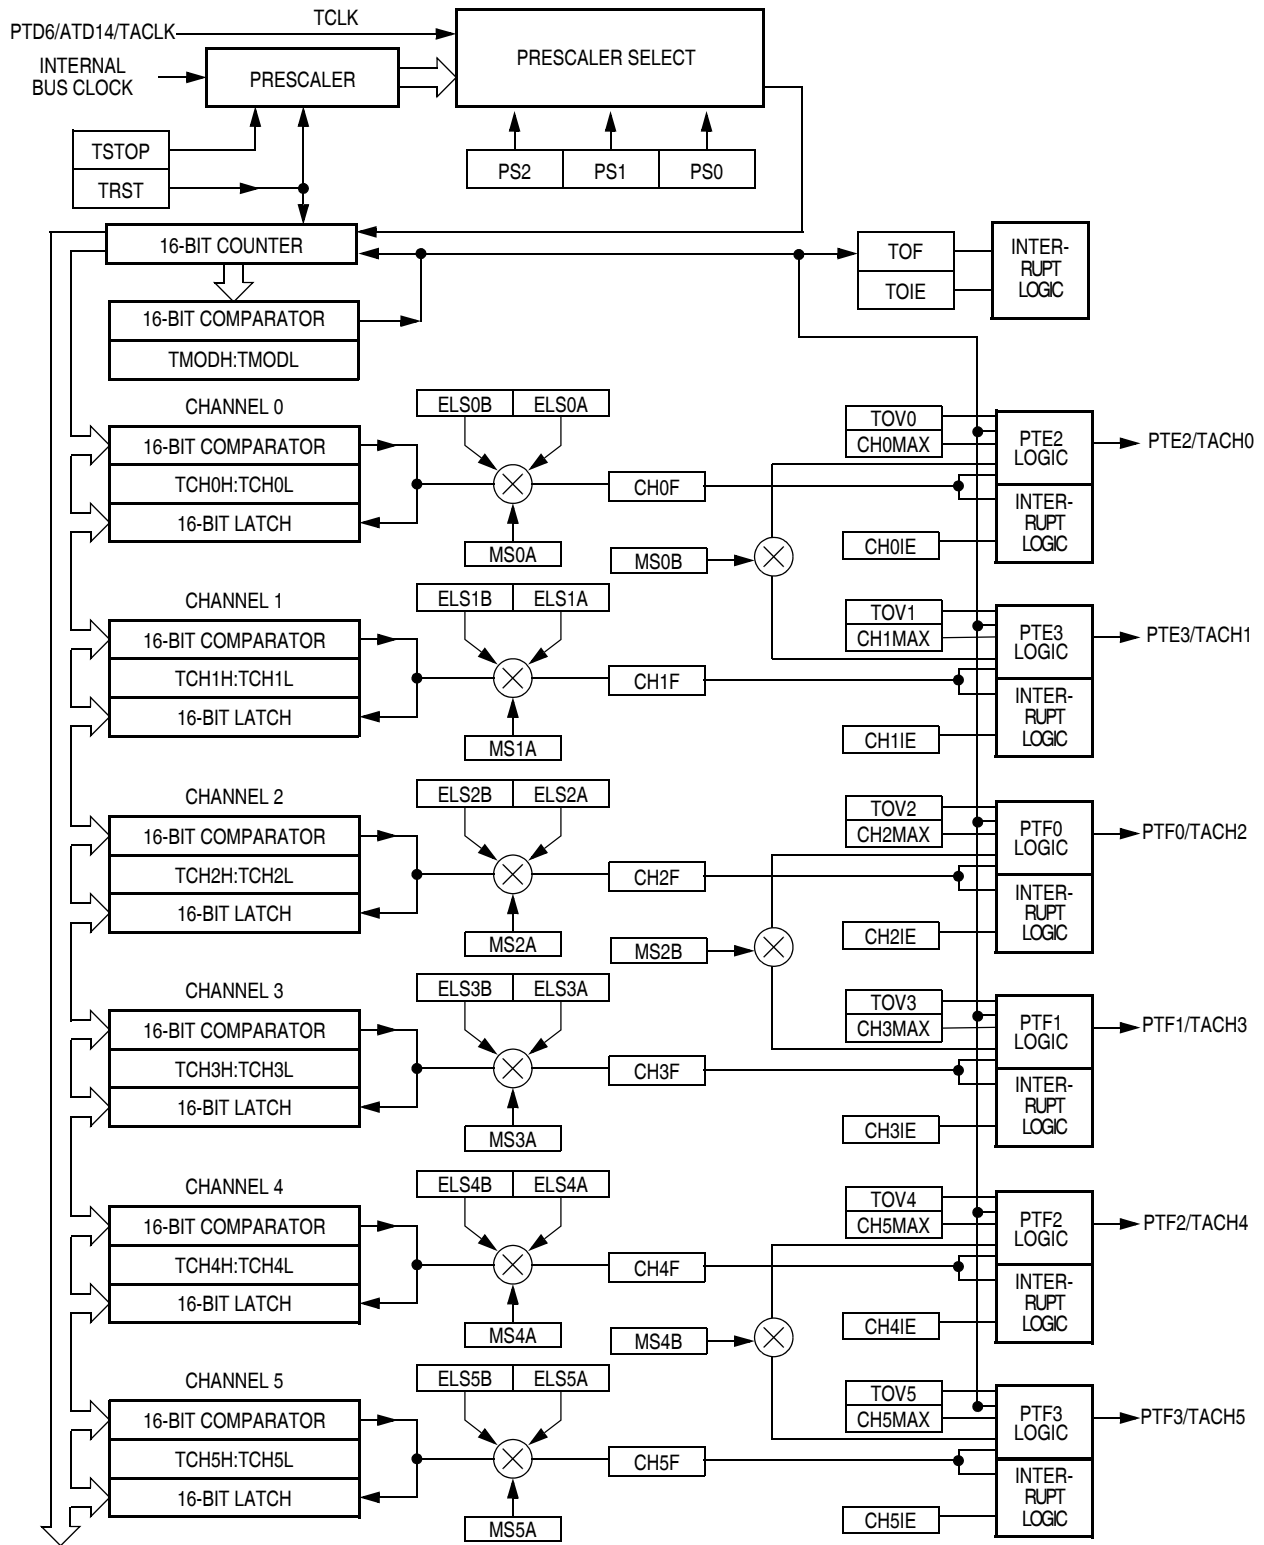 TCLK
PTD6/ATD14/TACLK
PRESCALER SELECT
INTERNAL
BUS CLOCK
PRESCALER
TSTOP
TRST
PS2 PS1 PS0
16-BIT COUNTER
TOF
TOIE
INTER-
RUPT
LOGIC
16-BIT COMPARATOR
TMODH:TMODL
CHANNEL 0
16-BIT COMPARATOR
TCH0H:TCH0L
16-BIT LATCH
ELS0B ELS0A
MS0A
CH0F
MS0B
TOV0
CH0MAX
CH0IE
PTE2
LOGIC
INTER-
RUPT
LOGIC
PTE2/TACH0
CHANNEL 1
16-BIT COMPARATOR
TCH1H:TCH1L
16-BIT LATCH
ELS1B ELS1A
MS1A
CH1F
TOV1
CH1MAX
CH1IE
PTE3
LOGIC
INTER-
RUPT
LOGIC
PTE3/TACH1
CHANNEL 2
16-BIT COMPARATOR
TCH2H:TCH2L
16-BIT LATCH
ELS2B ELS2A
MS2A
CH2F
MS2B
TOV2
CH2MAX
CH2IE
PTF0
LOGIC
INTER-
RUPT
LOGIC
PTF0/TACH2
CHANNEL 3
16-BIT COMPARATOR
TCH3H:TCH3L
16-BIT LATCH
ELS3B ELS3A
MS3A
CH3F
TOV3
CH3MAX
CH3IE
PTF1
LOGIC
INTER-
RUPT
LOGIC
PTF1/TACH3
CHANNEL 4
16-BIT COMPARATOR
TCH4H:TCH4L
16-BIT LATCH
ELS4B ELS4A
MS4A
CH4F
MS4B
TOV4
CH5MAX
CH4IE
PTF2
LOGIC
INTER-
RUPT
LOGIC
PTF2/TACH4
CHANNEL 5
16-BIT COMPARATOR
TCH5H:TCH5L
16-BIT LATCH
ELS5B ELS5A
MS5A
CH5F
TOV5
CH5MAX
CH5IE
PTF3
LOGIC
INTER-
RUPT
LOGIC
PTF3/TACH5